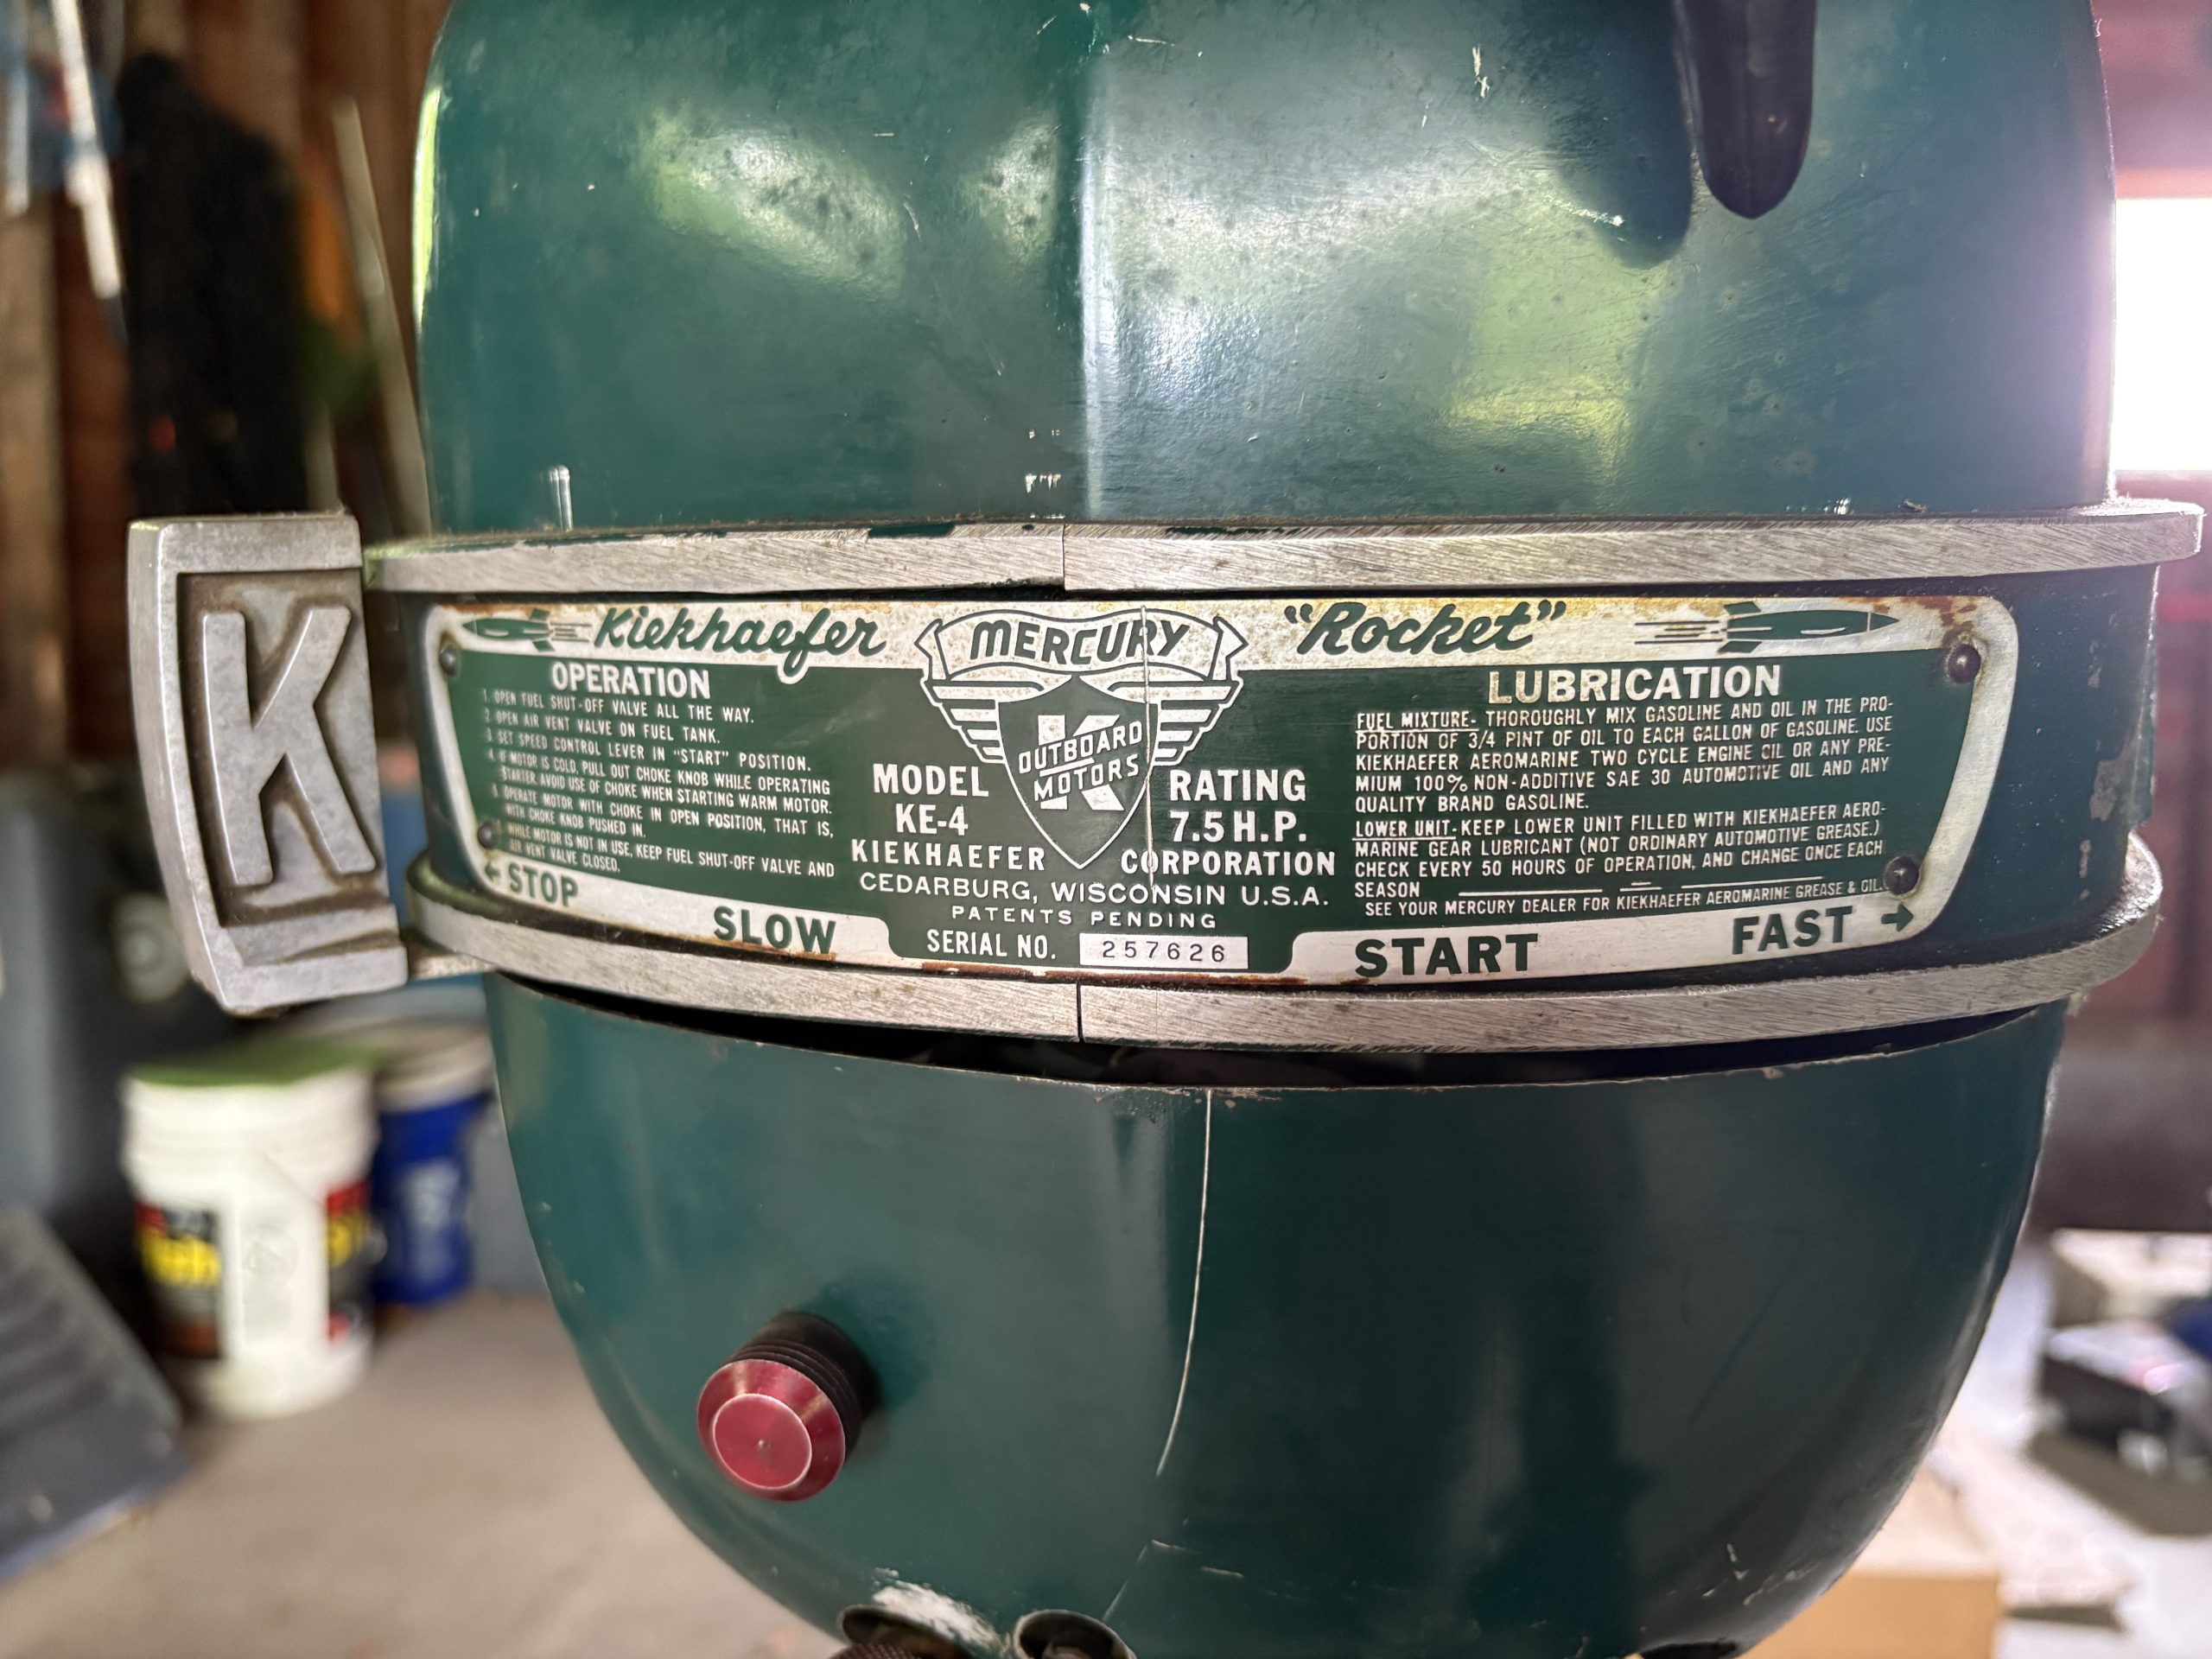 K
Kiekhaefer MERCURY "Rocket"
K
OUTBOARD
MOTORS
OPERATION
1. OPEN FUEL SHUT-OFF VALVE ALL THE WAY.
2. OPEN AIR VENT VALVE ON FUEL TANK.
3. SET SPEED CONTROL LEVER IN "START" POSITION.
4. IF MOTOR IS COLD, PULL OUT CHOKE KNOB WHILE OPERATING
STARTER. AVOID USE OF CHOKE WHEN STARTING WARM MOTOR.
5. OPERATE MOTOR WITH CHOKE IN OPEN POSITION, THAT IS,
WITH CHOKE KNOB PUSHED IN.
WHILE MOTOR IS NOT IN USE, KEEP FUEL SHUT-OFF VALVE AND
AIR VENT VALVE CLOSED.
MODEL
KE-4
RATING
7.5 H.P.
KIEKHAEFER CORPORATION
CEDARBURG, WISCONSIN U.S.A.
PATENTS PENDING
SERIAL NO. 257626
LUBRICATION
FUEL MIXTURE- THOROUGHLY MIX GASOLINE AND OIL IN THE PRO-
PORTION OF 3/4 PINT OF OIL TO EACH GALLON OF GASOLINE. USE
KIEKHAEFER AEROMARINE TWO CYCLE ENGINE OIL OR ANY PRE-
MIUM 100% NON-ADDITIVE SAE 30 AUTOMOTIVE OIL AND ANY
QUALITY BRAND GASOLINE.
LOWER UNIT- KEEP LOWER UNIT FILLED WITH KIEKHAEFER AERO-
MARINE GEAR LUBRICANT (NOT ORDINARY AUTOMOTIVE GREASE.)
CHECK EVERY 50 HOURS OF OPERATION, AND CHANGE ONCE EACH
SEASON
SEE YOUR MERCURY DEALER FOR KIEKHAEFER AEROMARINE GREASE & OIL.
← STOP SLOW START FAST →